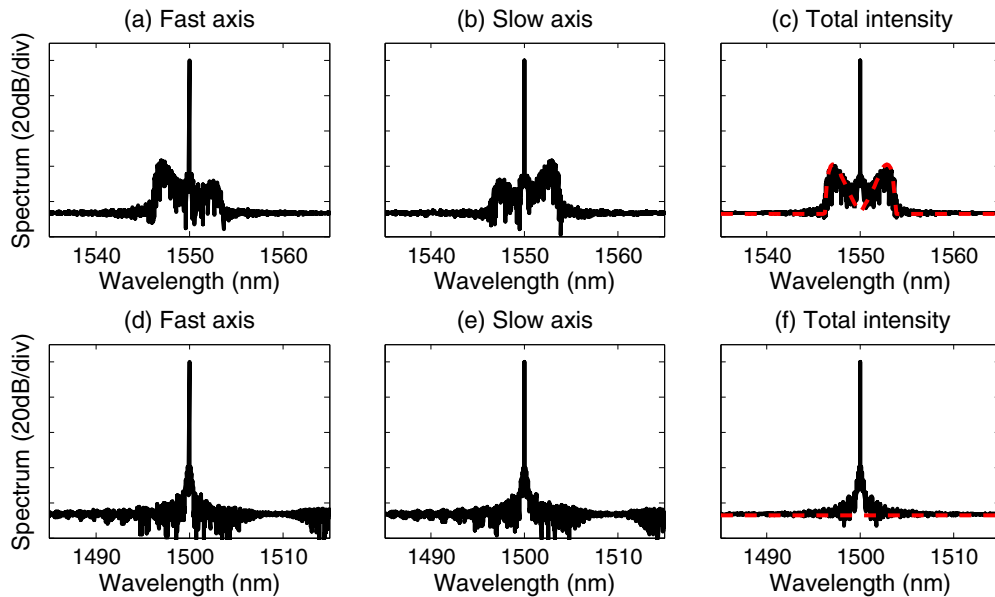 (a) Fast axis
(b) Slow axis
(c) Total intensity
Spectrum (20dB/div)
1540 1550 1560
1540 1550 1560
1540 1550 1560
Wavelength (nm)
Wavelength (nm)
Wavelength (nm)
(d) Fast axis
(e) Slow axis
(f) Total intensity
Spectrum (20dB/div)
1490 1500 1510
1490 1500 1510
1490 1500 1510
Wavelength (nm)
Wavelength (nm)
Wavelength (nm)